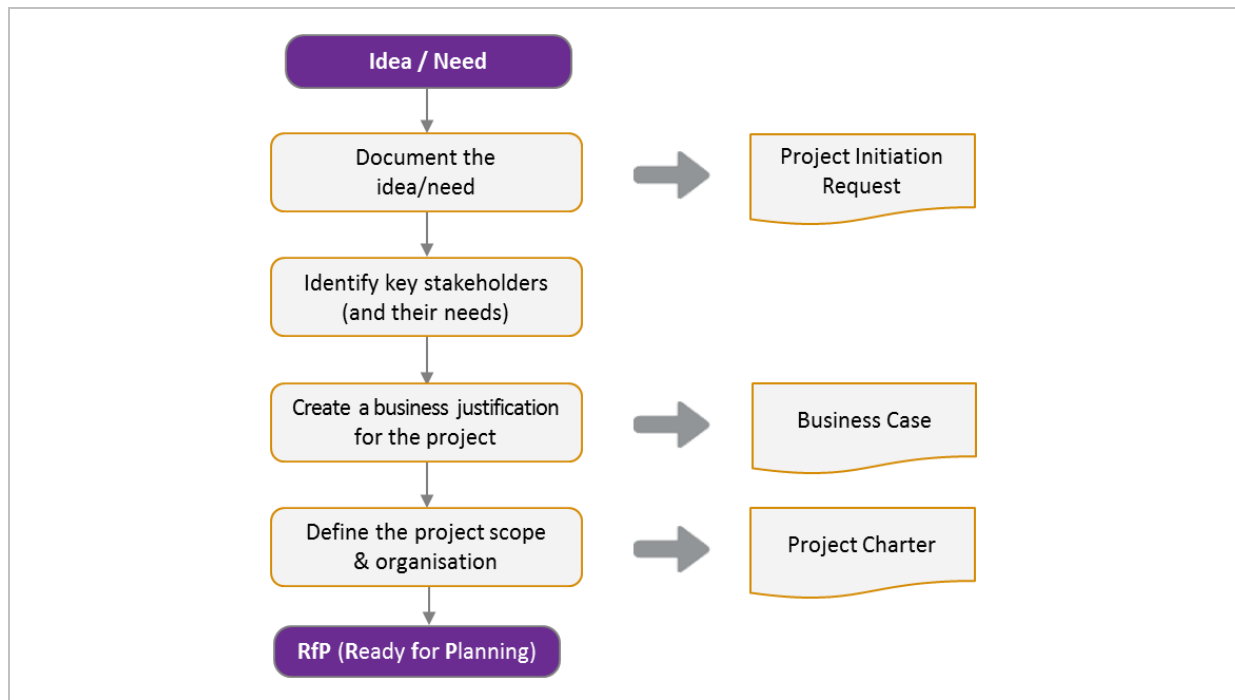 Idea / Need
Document the
idea/need
Project Initiation
Request
Identify key stakeholders
(and their needs)
Create a business justification
for the project
Business Case
Define the project scope
& organisation
Project Charter
RfP (Ready for Planning)